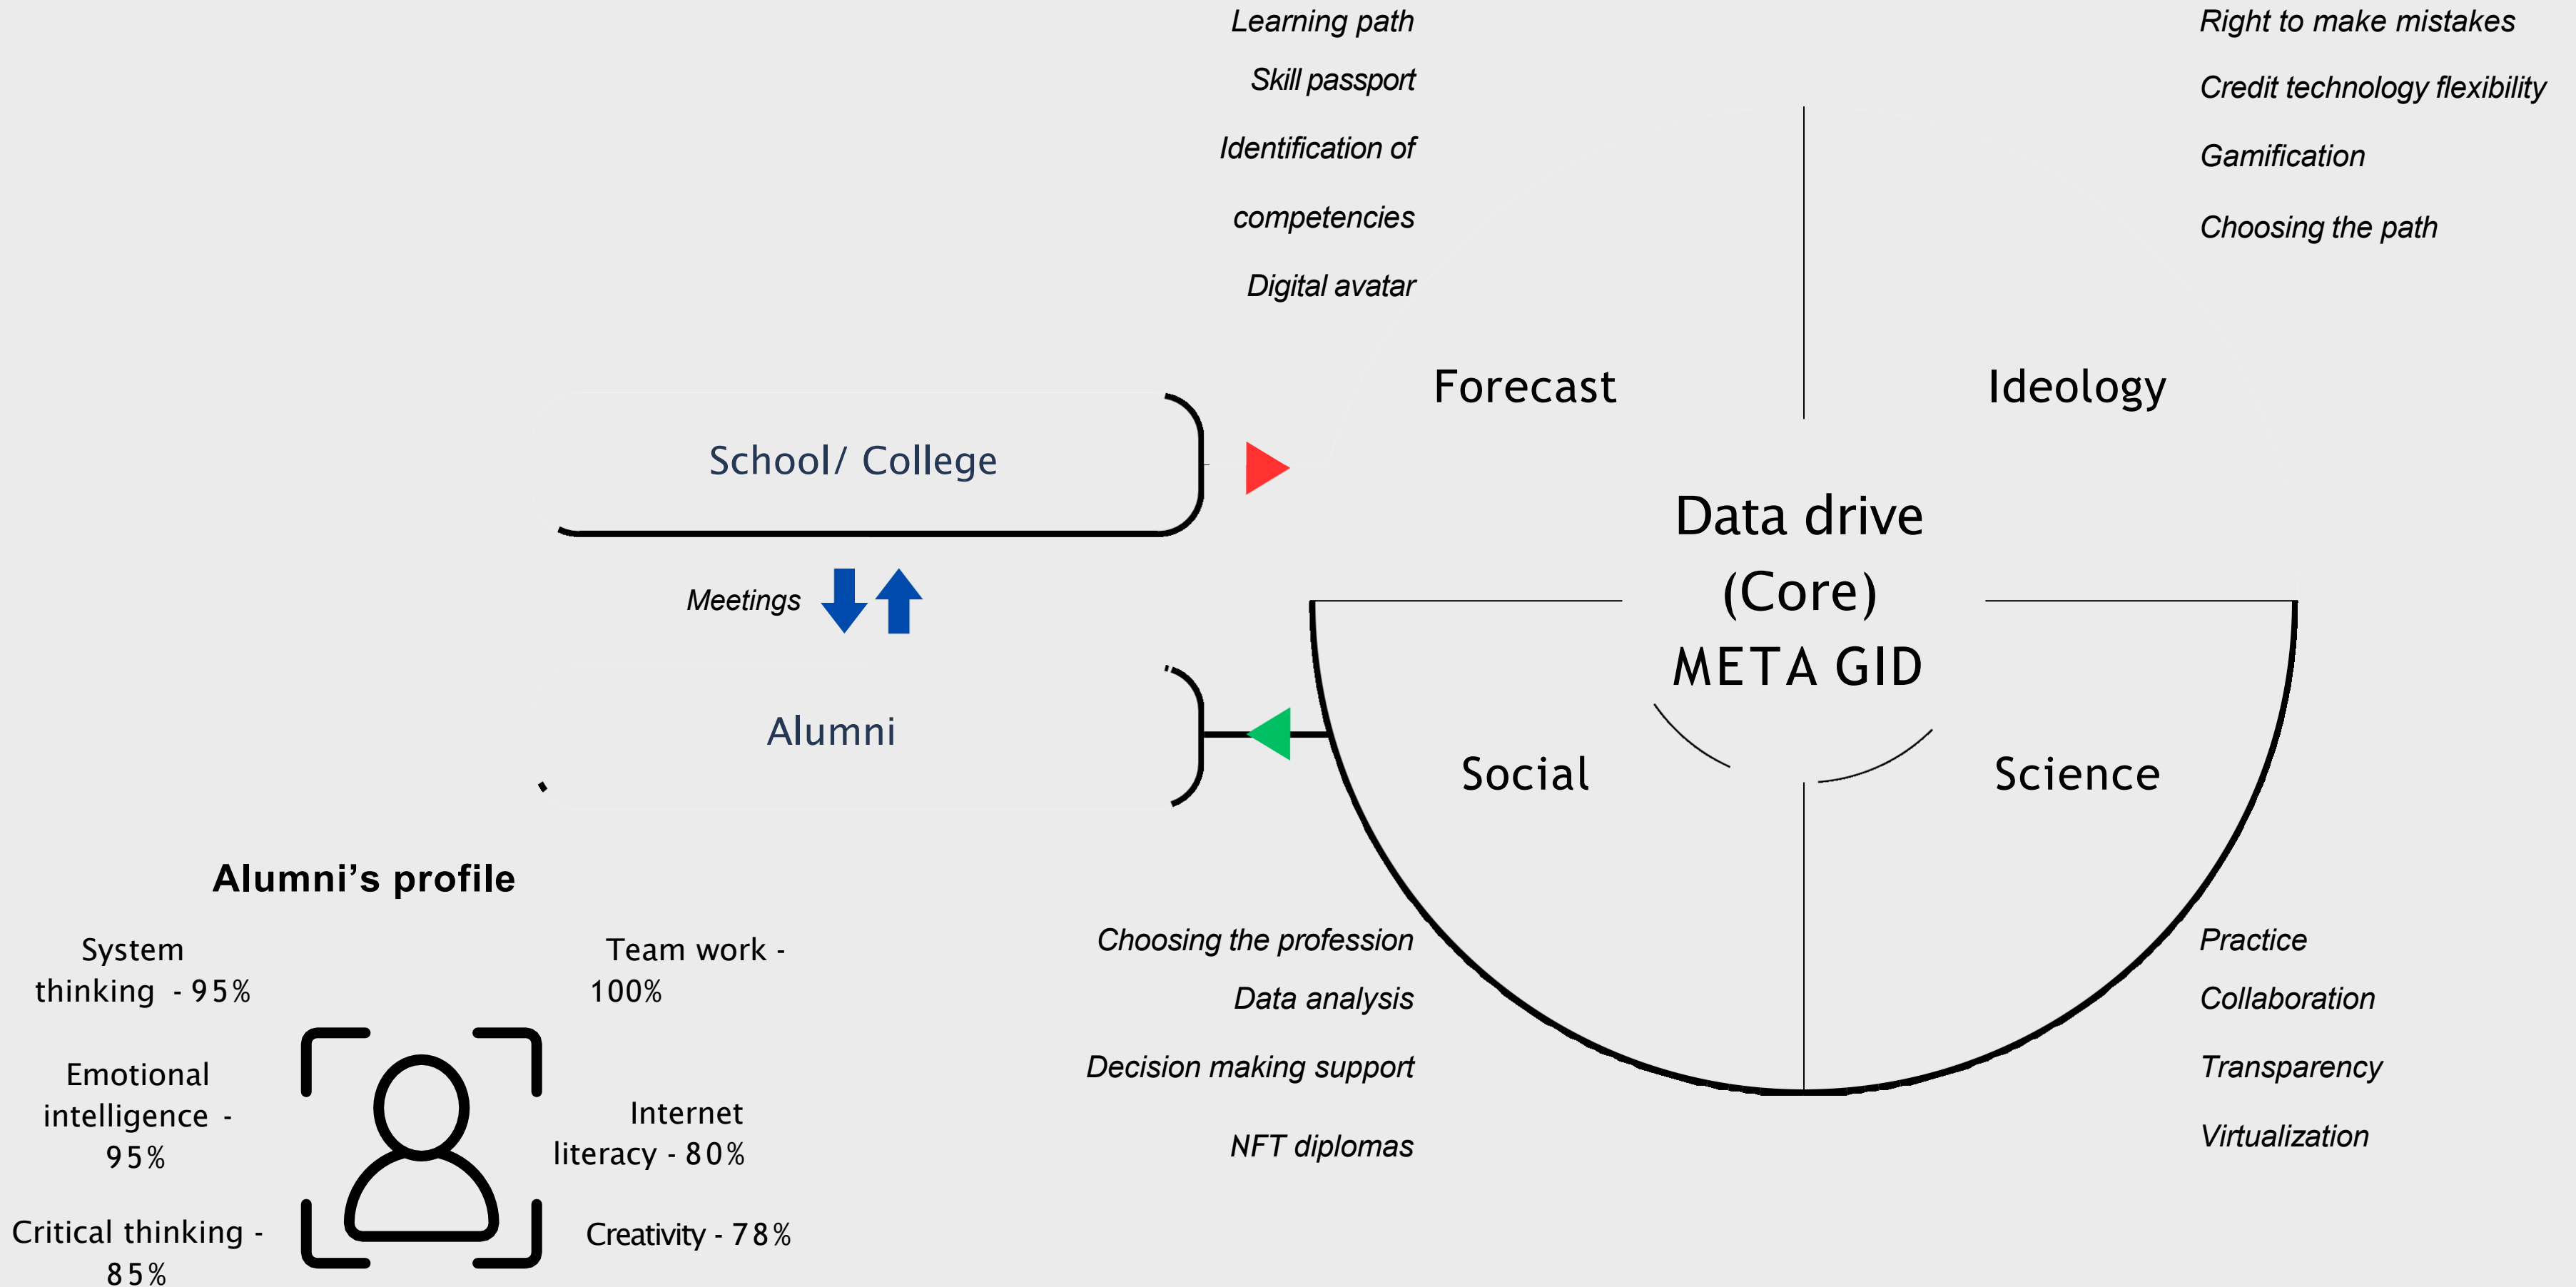 Learning path
Skill passport
Identification of
competencies
Digital avatar
Right to make mistakes
Credit technology flexibility
Gamification
Choosing the path
Forecast
Ideology
School/ College
Data drive
(Core)
META GID
Meetings
Alumni
Social
Science
Alumni’s profile
System
thinking - 95%
Team work -
100%
Emotional
intelligence -
95%
Internet
literacy - 80%
Critical thinking -
85%
Creativity - 78%
Choosing the profession
Data analysis
Decision making support
NFT diplomas
Practice
Collaboration
Transparency
Virtualization